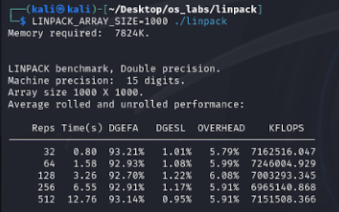 ┌──(kali㉿kali)-[~/Desktop/os_labs/linpack]
└─$ LINPACK_ARRAY_SIZE=1000 ./linpack
Memory required:  7824K.


LINPACK benchmark, Double precision.
Machine precision:  15 digits.
Array size 1000 X 1000.
Average rolled and unrolled performance:

    Reps Time(s) DGEFA   DGESL  OVERHEAD    KFLOPS
----------------------------------------------------
      32   0.80  93.21%   1.01%   5.79%  7162516.047
      64   1.58  92.93%   1.08%   5.99%  7246004.929
     128   3.26  92.70%   1.22%   6.08%  7003293.345
     256   6.55  92.91%   1.17%   5.91%  6965140.868
     512  12.76  93.14%   0.95%   5.91%  7151508.366